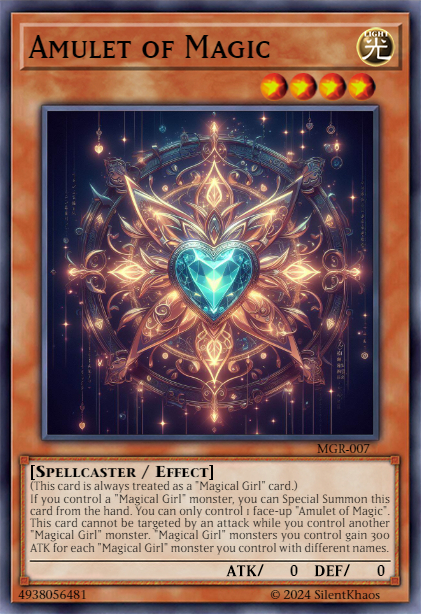 Amulet of Magic
LIGHT
光
MGR-007
[Spellcaster / Effect]
(This card is always treated as a "Magical Girl" card.)
If you control a "Magical Girl" monster, you can Special Summon this
card from the hand. You can only control 1 face-up "Amulet of Magic".
This card cannot be targeted by an attack while you control another
"Magical Girl" monster. "Magical Girl" monsters you control gain 300
ATK for each "Magical Girl" monster you control with different names.
ATK/ 0 DEF/ 0
4938056481 © 2024 SilentKhaos